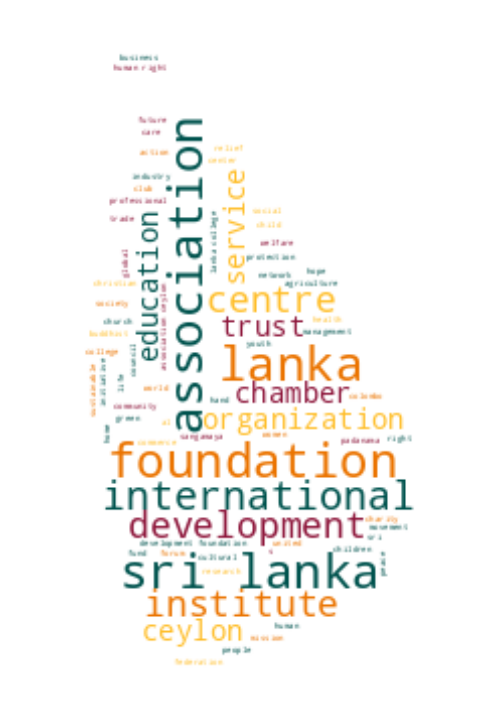 business
human right
future
care
action
relief
center
industry
club
professional
trade
service
social
child
association
education
lanka college
welfare
protection
global
network
hope
agriculture
christian
association ceylon
society
centre
church
trust
health
management
buddhist
youth
college
council
lanka
life
world
chamber
colombo
hand
community
green
organization
home
sangamaya
women
padanama
right
commerce
foundation
international
charity
development
movement
sri
development foundation
united
fund
forum
cultural
s
children
peace
sri lanka
research
institute
ceylon
human
mission
people
federation